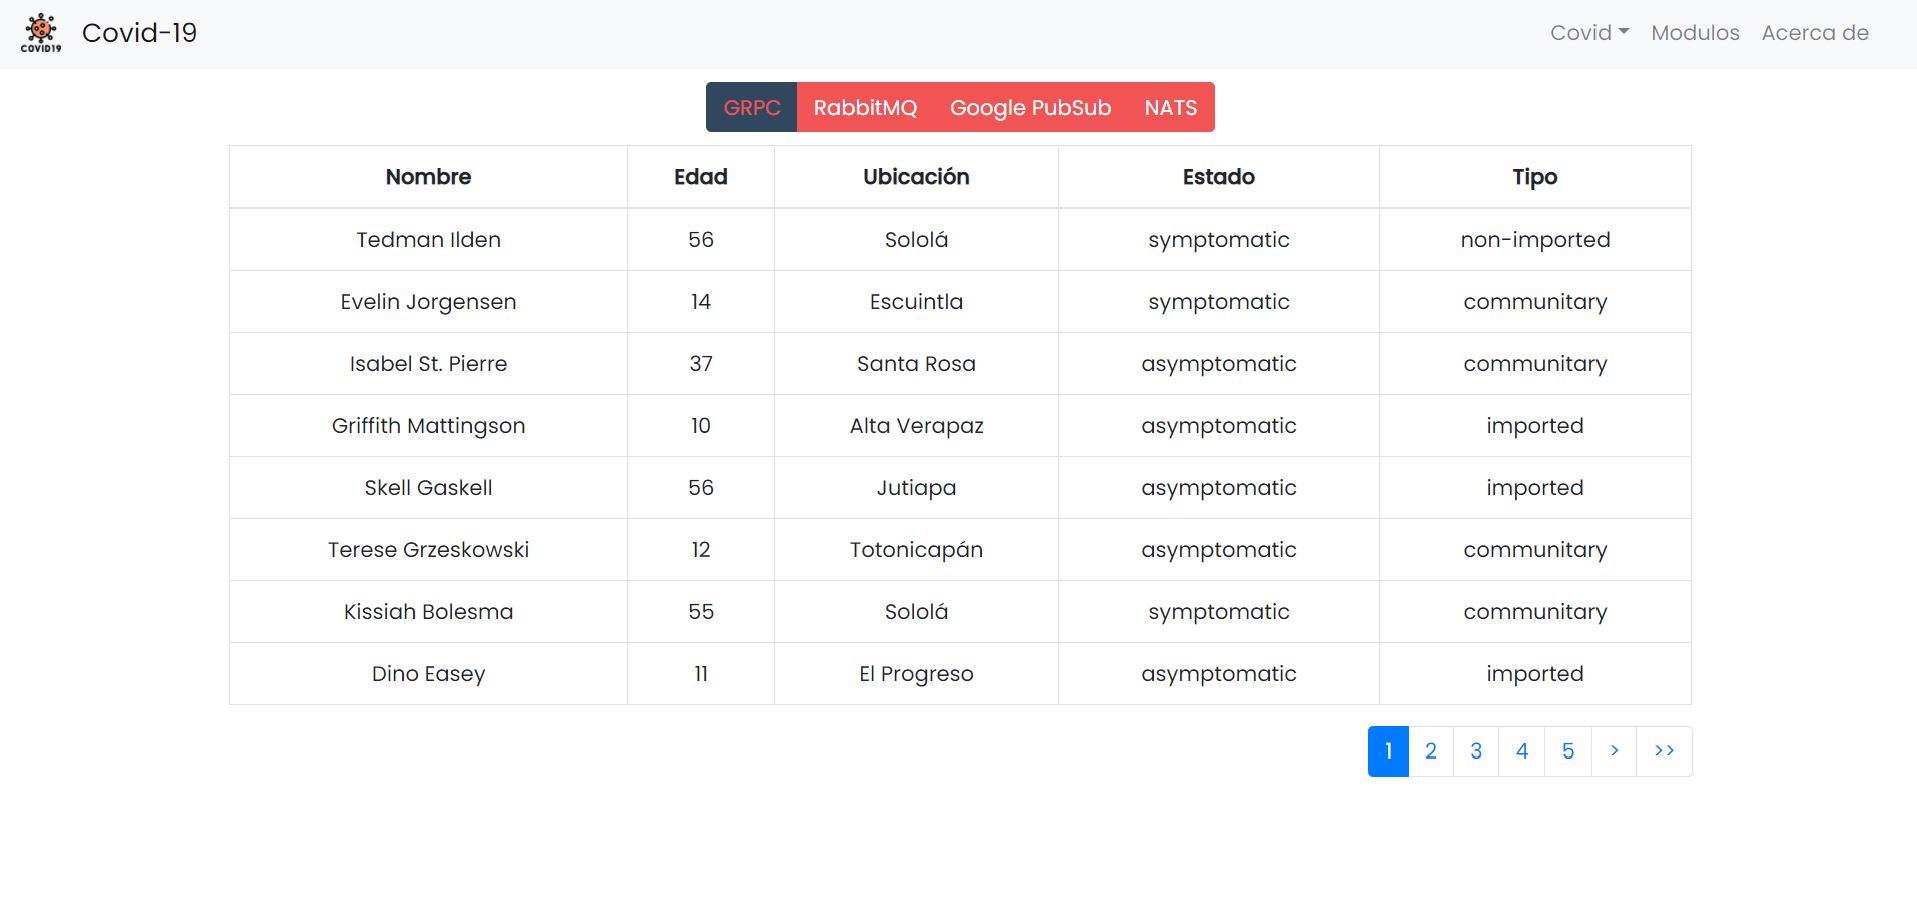 COVID19 Covid-19 Covid Modulos Acerca de
GRPC RabbitMQ Google PubSub NATS
Nombre Edad Ubicación Estado Tipo
Tedman Ilden 56 Sololá symptomatic non-imported
Evelin Jorgensen 14 Escuintla symptomatic communitary
Isabel St. Pierre 37 Santa Rosa asymptomatic communitary
Griffith Mattingson 10 Alta Verapaz asymptomatic imported
Skell Gaskell 56 Jutiapa asymptomatic imported
Terese Grzeskowski 12 Totonicapán asymptomatic communitary
Kissiah Bolesma 55 Sololá symptomatic communitary
Dino Easey 11 El Progreso asymptomatic imported
1 2 3 4 5 > >>